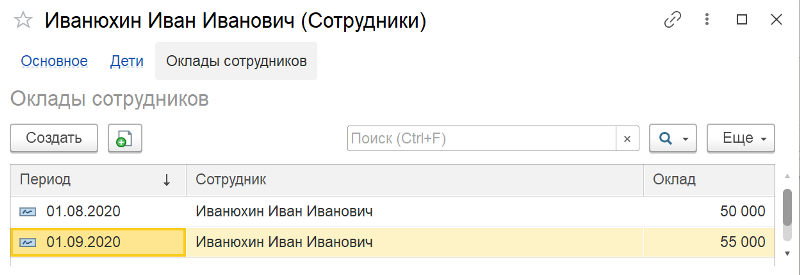 Иванюхин Иван Иванович (Сотрудники)
Основное Дети Оклады сотрудников
Оклады сотрудников
Создать Поиск (Ctrl+F) × Еще
Период ↓ Сотрудник Оклад
01.08.2020 Иванюхин Иван Иванович 50 000
01.09.2020 Иванюхин Иван Иванович 55 000